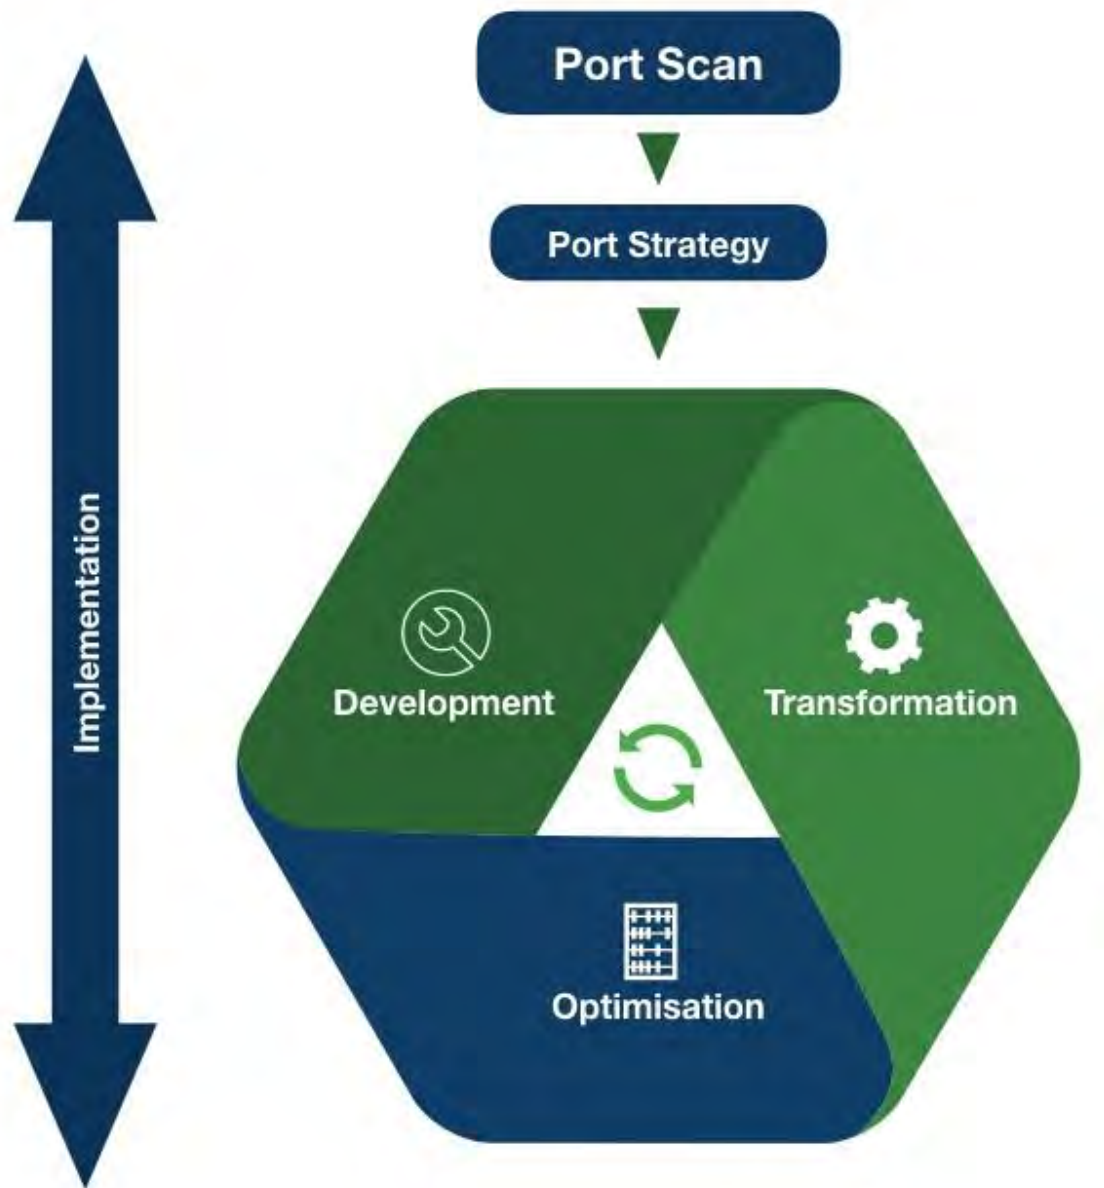 Port Scan
Port Strategy
Implementation
Development
Transformation
Optimisation